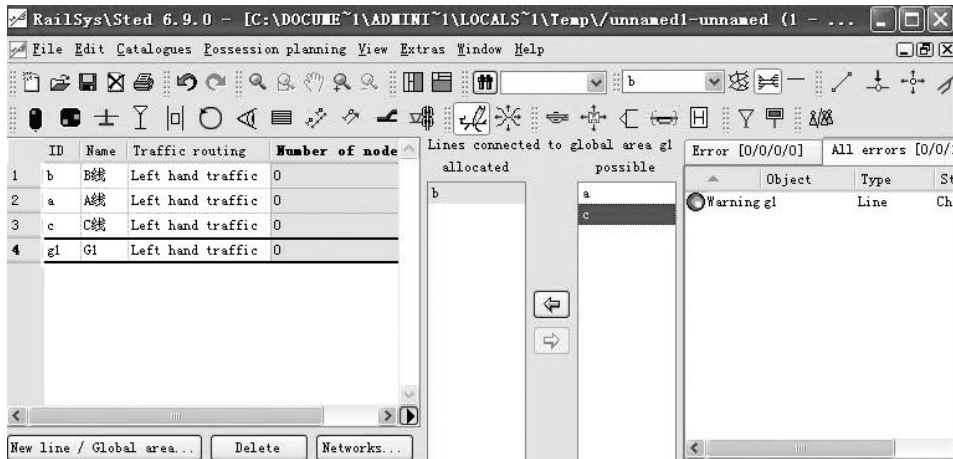 RailSys\Sted 6.9.0 - [C:\DOCUME~1\ADMINI~1\LOCALS~1\Temp\/unnamed1-unnamed (1 - ...
File Edit Catalogues Possession planning View Extras Window Help
b
ID Name Traffic routing Number of node
1 b B线 Left hand traffic 0
2 a A线 Left hand traffic 0
3 c C线 Left hand traffic 0
4 g1 G1 Left hand traffic 0
New line / Global area... Delete Networks...
Lines connected to global area g1
allocated possible
b
a
c
Error [0/0/0/0] All errors [0/0/
Object Type St
Warning g1 Line Ch